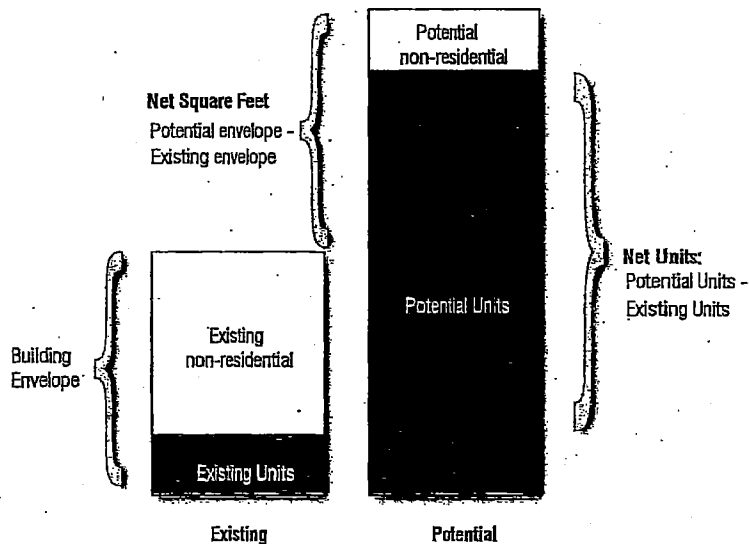 Potential
non-residential
Net Square Feet
Potential envelope -
Existing envelope
Net Units:
Potential Units -
Existing Units
Potential Units
Existing
non-residential
Building
Envelope
Existing Units
Existing
Potential